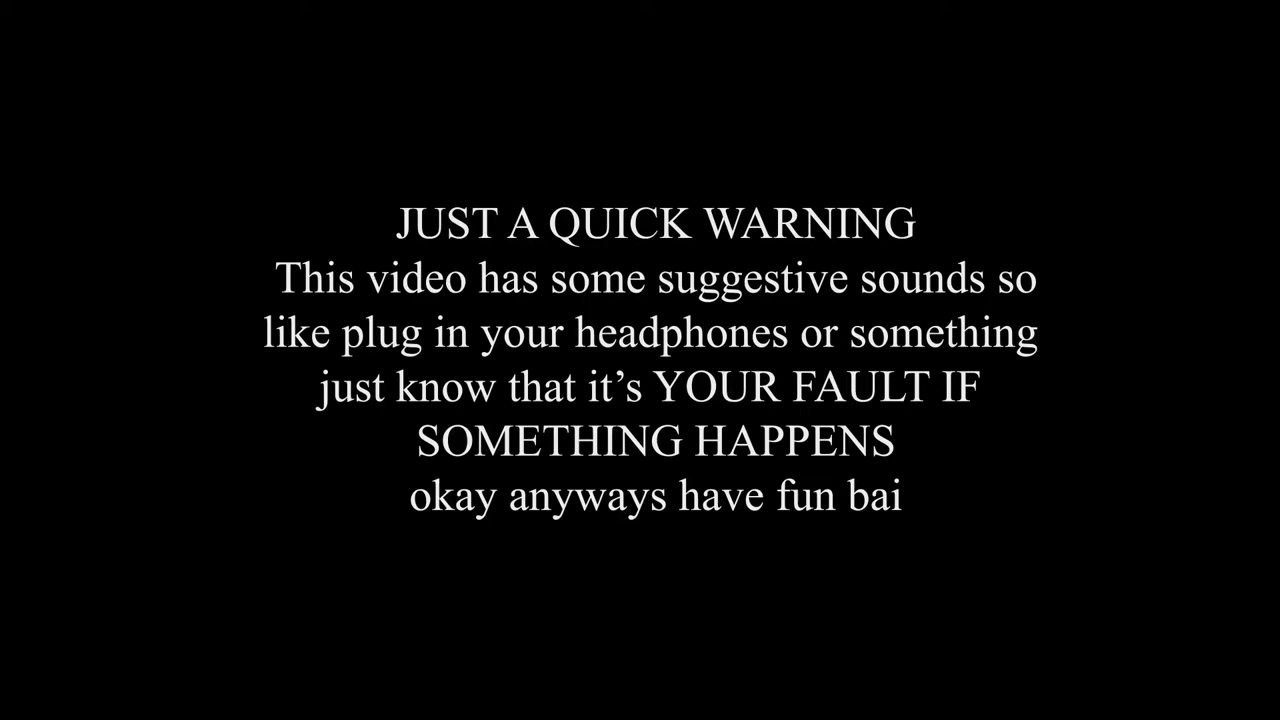 JUST A QUICK WARNING
This video has some suggestive sounds so
like plug in your headphones or something
just know that it’s YOUR FAULT IF
SOMETHING HAPPENS
okay anyways have fun bai